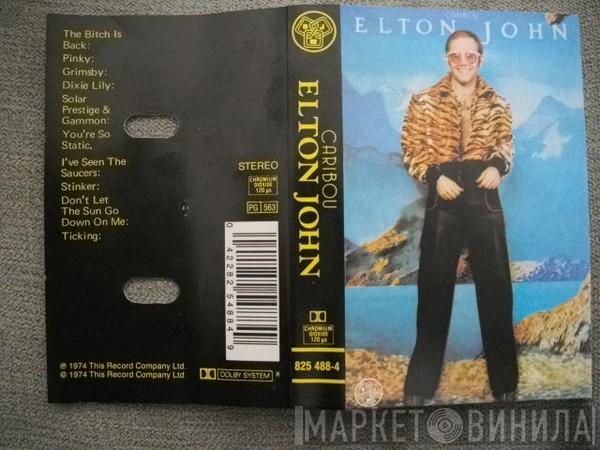 The Bitch Is
Back:
Pinky:
Grimsby:
Dixie Lily:
Solar
Prestige &
Gammon:
You're So
Static.
I've Seen The
Saucers:
Stinker:
Don't Let
The Sun Go
Down On Me:
Ticking:
℗ 1974 This Record Company Ltd.
© 1974 This Record Company Ltd.
STEREO
CHROMIUM
DIOXIDE
120 µs
PG 563
0 42282 54884 9
DOLBY SYSTEM ®
CARIBOU
ELTON JOHN
CHROMIUM
DIOXIDE
120 µs
825 488-4
CARIBOU
ELTON JOHN
МАРКЕТ ВИНИЛА